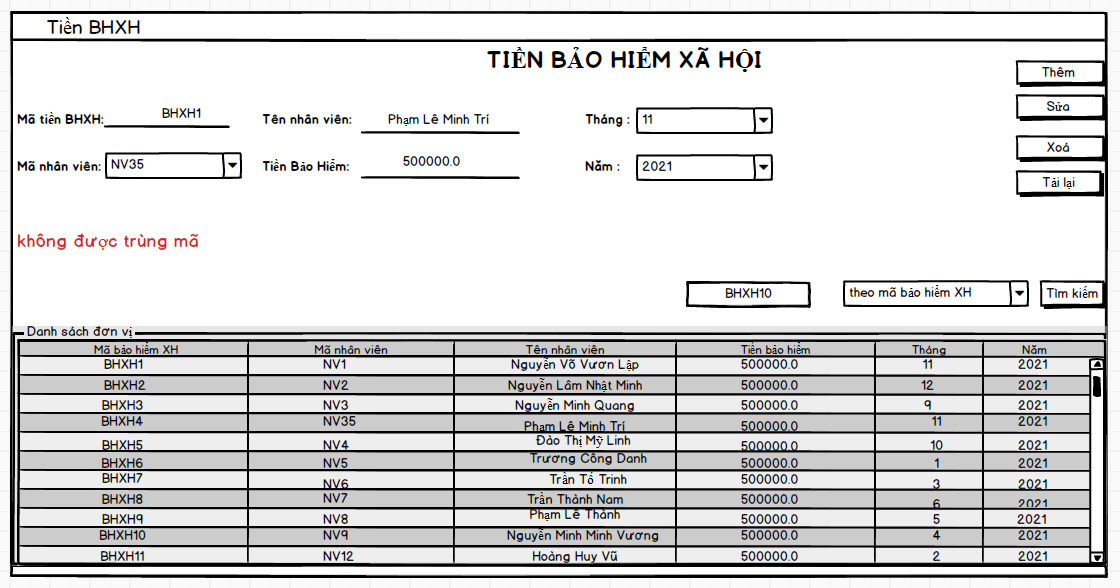 Tiền BHXH
TIỀN BẢO HIỂM XÃ HỘI
Thêm
Sửa
Mã tiền BHXH: BHXH1 Tên nhân viên: Phạm Lê Minh Trí Tháng : 11
Xoá
Mã nhân viên: NV35 Tiền Bảo Hiểm: 500000.0 Năm : 2021
Tải lại
không được trùng mã
BHXH10 theo mã bảo hiểm XH Tìm kiếm
Danh sách đơn vị
Mã bảo hiểm XH Mã nhân viên Tên nhân viên Tiền bảo hiểm Tháng Năm
BHXH1 NV1 Nguyễn Võ Vươn Lập 500000.0 11 2021
BHXH2 NV2 Nguyễn Lâm Nhật Minh 500000.0 12 2021
BHXH3 NV3 Nguyễn Minh Quang 500000.0 9 2021
BHXH4 NV35 Phạm Lê Minh Trí 500000.0 11 2021
BHXH5 NV4 Đào Thị Mỹ Linh 500000.0 10 2021
BHXH6 NV5 Trương Công Danh 500000.0 1 2021
BHXH7 NV6 Trần Tố Trinh 500000.0 3 2021
BHXH8 NV7 Trần Thành Nam 500000.0 6 2021
BHXH9 NV8 Phạm Lê Thành 500000.0 5 2021
BHXH10 NV9 Nguyễn Minh Minh Vương 500000.0 4 2021
BHXH11 NV12 Hoàng Huy Vũ 500000.0 2 2021